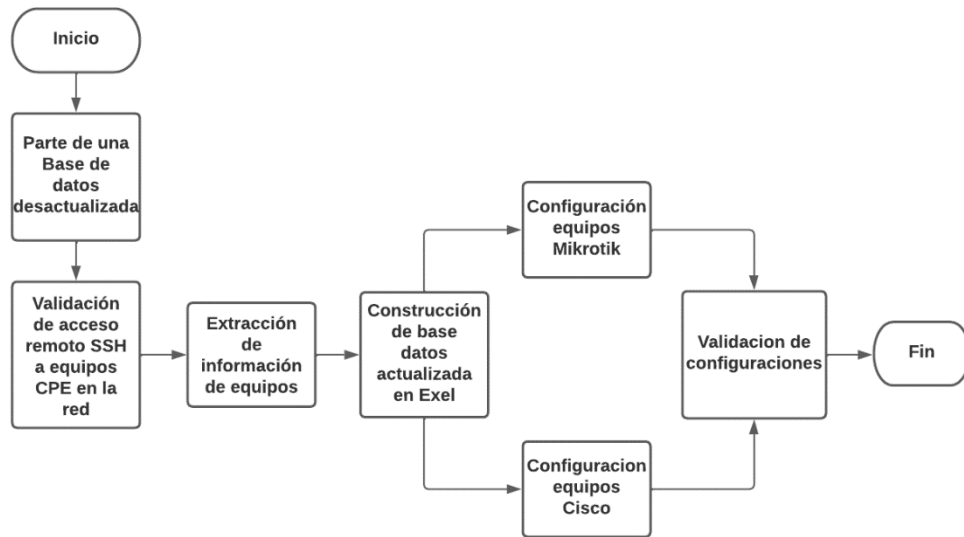 Inicio
Parte de una
Base de
datos
desactualizada
Validación
de acceso
remoto SSH
a equipos
CPE en la
red
Extracción
de
información
de equipos
Construcción
de base
datos
actualizada
en Exel
Configuración
equipos
Mikrotik
Configuracion
equipos
Cisco
Validacion de
configuraciones
Fin